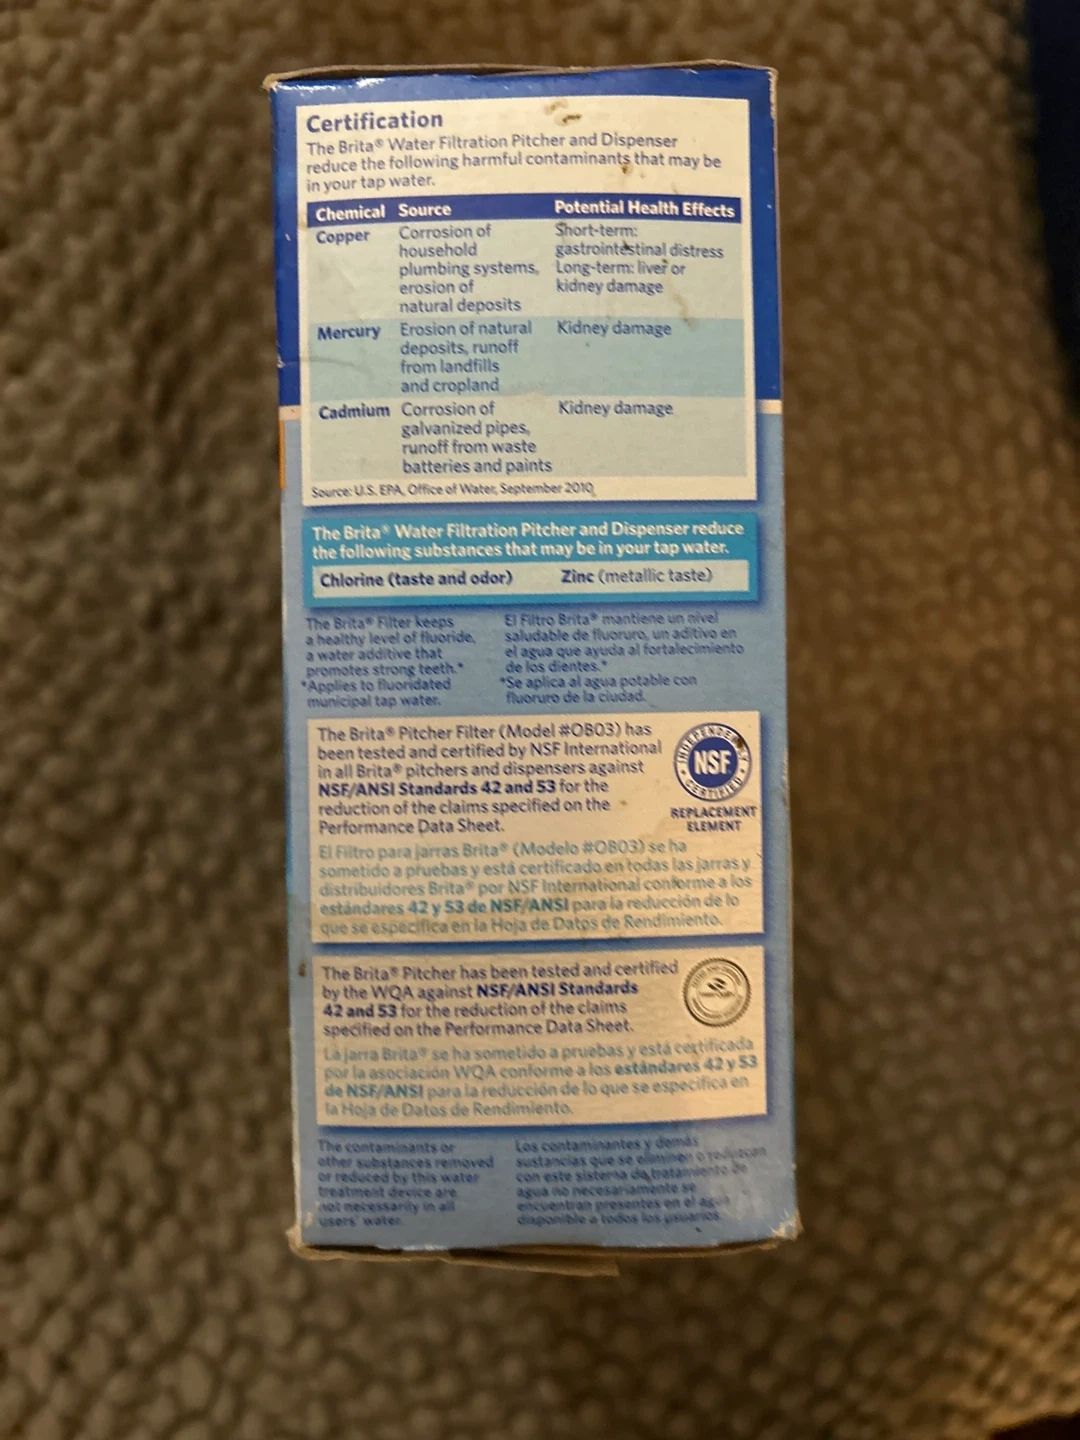 Certification
The Brita® Water Filtration Pitcher and Dispenser
reduce the following harmful contaminants that may be
in your tap water.
Chemical Source Potential Health Effects
Copper Corrosion of household plumbing systems, erosion of natural deposits Short-term: gastrointestinal distress Long-term: liver or kidney damage
Mercury Erosion of natural deposits, runoff from landfills and cropland Kidney damage
Cadmium Corrosion of galvanized pipes, runoff from waste batteries and paints Kidney damage
Source: U.S. EPA, Office of Water, September 2010
The Brita® Water Filtration Pitcher and Dispenser reduce
the following substances that may be in your tap water.
Chlorine (taste and odor) Zinc (metallic taste)
The Brita® Filter keeps
a healthy level of fluoride,
a water additive that
promotes strong teeth.*
*Applies to fluoridated
municipal tap water.
El Filtro Brita® mantiene un nivel
saludable de fluoruro, un aditivo en
el agua que ayuda al fortalecimiento
de los dientes.*
*Se aplica al agua potable con
fluoruro de la ciudad.
The Brita® Pitcher Filter (Model #OB03) has
been tested and certified by NSF International
in all Brita® pitchers and dispensers against
NSF/ANSI Standards 42 and 53 for the
reduction of the claims specified on the
Performance Data Sheet.
INDEPENDENT
NSF
CERTIFIED
REPLACEMENT
ELEMENT
El Filtro para jarras Brita® (Modelo #OB03) se ha
sometido a pruebas y está certificado en todas las jarras y
distribuidores Brita® por NSF International conforme a los
estándares 42 y 53 de NSF/ANSI para la reducción de lo
que se especifica en la Hoja de Datos de Rendimiento.
The Brita® Pitcher has been tested and certified
by the WQA against NSF/ANSI Standards
42 and 53 for the reduction of the claims
specified on the Performance Data Sheet.
La jarra Brita® se ha sometido a pruebas y está certificada
por la asociación WQA conforme a los estándares 42 y 53
de NSF/ANSI para la reducción de lo que se especifica en
la Hoja de Datos de Rendimiento.
The contaminants or
other substances removed
or reduced by this water
treatment device are
not necessarily in all
users' water.
Los contaminantes y demás
sustancias que se eliminen o reduzcan
con este sistema de tratamiento de
agua no necesariamente se
encuentran presentes en el agua
disponible a todos los usuarios.